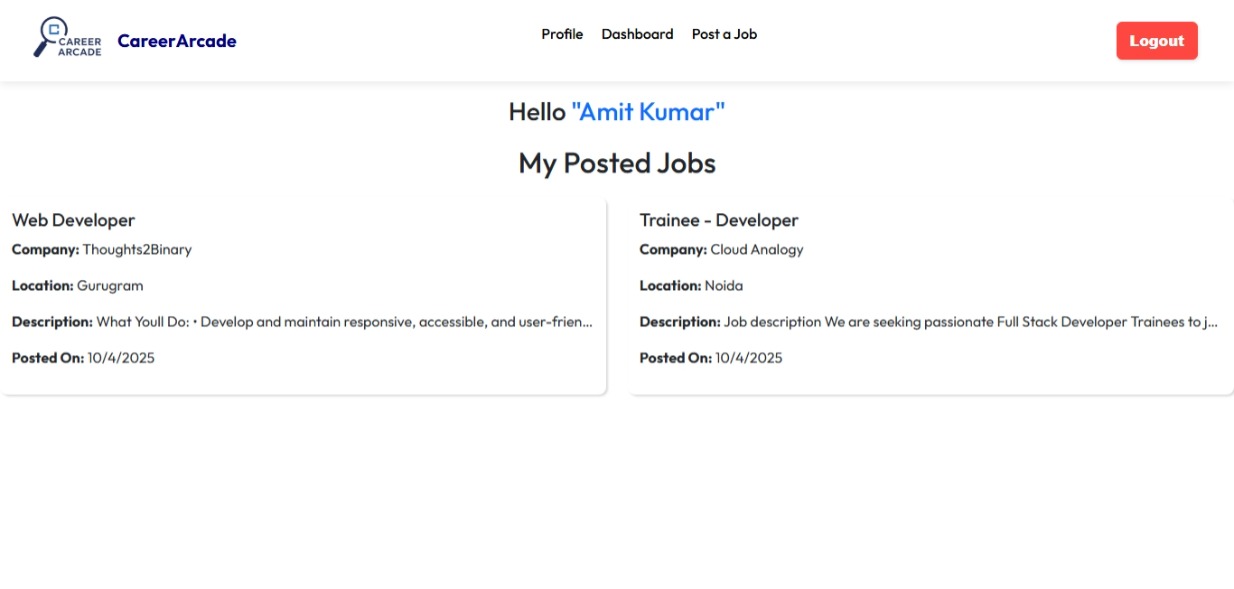 CAREER
ARCADE
CareerArcade
Profile Dashboard Post a Job
Logout
Hello "Amit Kumar"
My Posted Jobs
Web Developer
Company: Thoughts2Binary
Location: Gurugram
Description: What Youll Do: • Develop and maintain responsive, accessible, and user-frien...
Posted On: 10/4/2025
Trainee - Developer
Company: Cloud Analogy
Location: Noida
Description: Job description We are seeking passionate Full Stack Developer Trainees to j...
Posted On: 10/4/2025